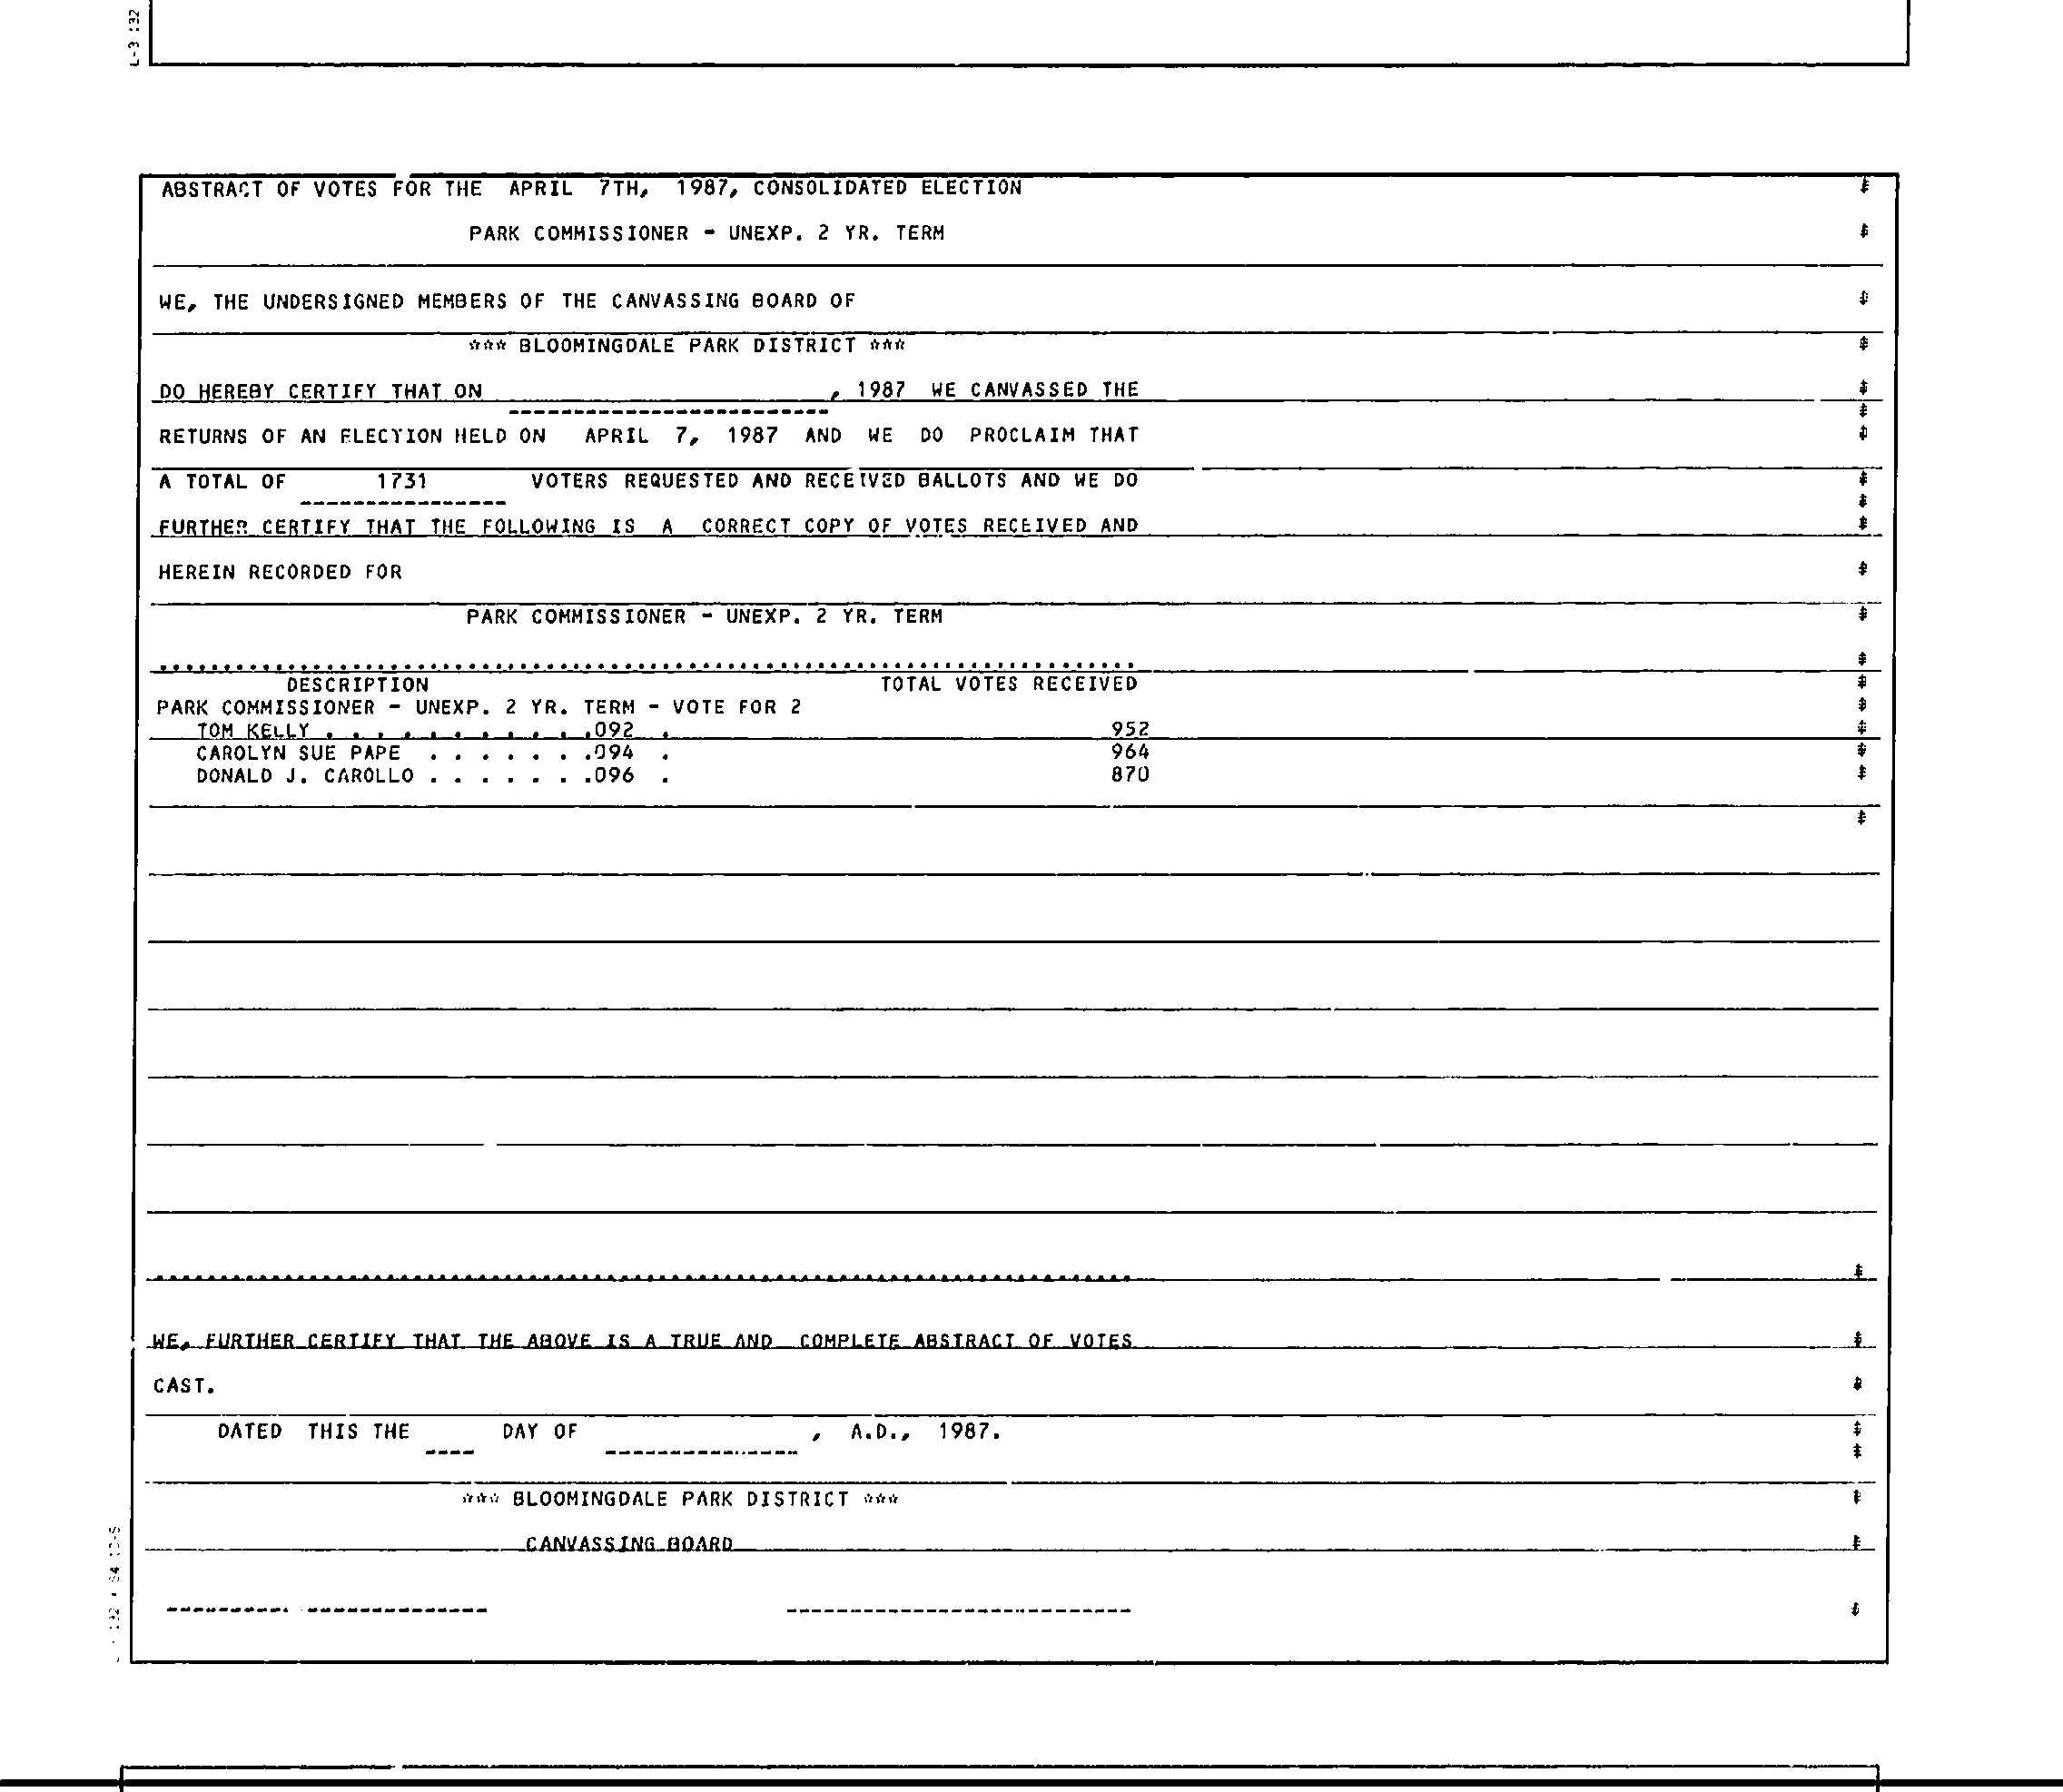 L-3 132
ABSTRACT OF VOTES FOR THE APRIL 7TH, 1987, CONSOLIDATED ELECTION
PARK COMMISSIONER - UNEXP. 2 YR. TERM
WE, THE UNDERSIGNED MEMBERS OF THE CANVASSING BOARD OF
*** BLOOMINGDALE PARK DISTRICT ***
DO HEREBY CERTIFY THAT ON , 1987 WE CANVASSED THE
RETURNS OF AN ELECTION HELD ON APRIL 7, 1987 AND WE DO PROCLAIM THAT
A TOTAL OF 1731 VOTERS REQUESTED AND RECEIVED BALLOTS AND WE DO
FURTHER CERTIFY THAT THE FOLLOWING IS A CORRECT COPY OF VOTES RECEIVED AND
HEREIN RECORDED FOR
PARK COMMISSIONER - UNEXP. 2 YR. TERM
DESCRIPTION TOTAL VOTES RECEIVED
PARK COMMISSIONER - UNEXP. 2 YR. TERM - VOTE FOR 2
TOM KELLY . . . . . . . . . . .092 . 952
CAROLYN SUE PAPE . . . . . . .094 . 964
DONALD J. CAROLLO . . . . . . .096 . 870
WE, FURTHER CERTIFY THAT THE ABOVE IS A TRUE AND COMPLETE ABSTRACT OF VOTES
CAST.
DATED THIS THE ---- DAY OF --------------- , A.D., 1987.
*** BLOOMINGDALE PARK DISTRICT ***
CANVASSING BOARD